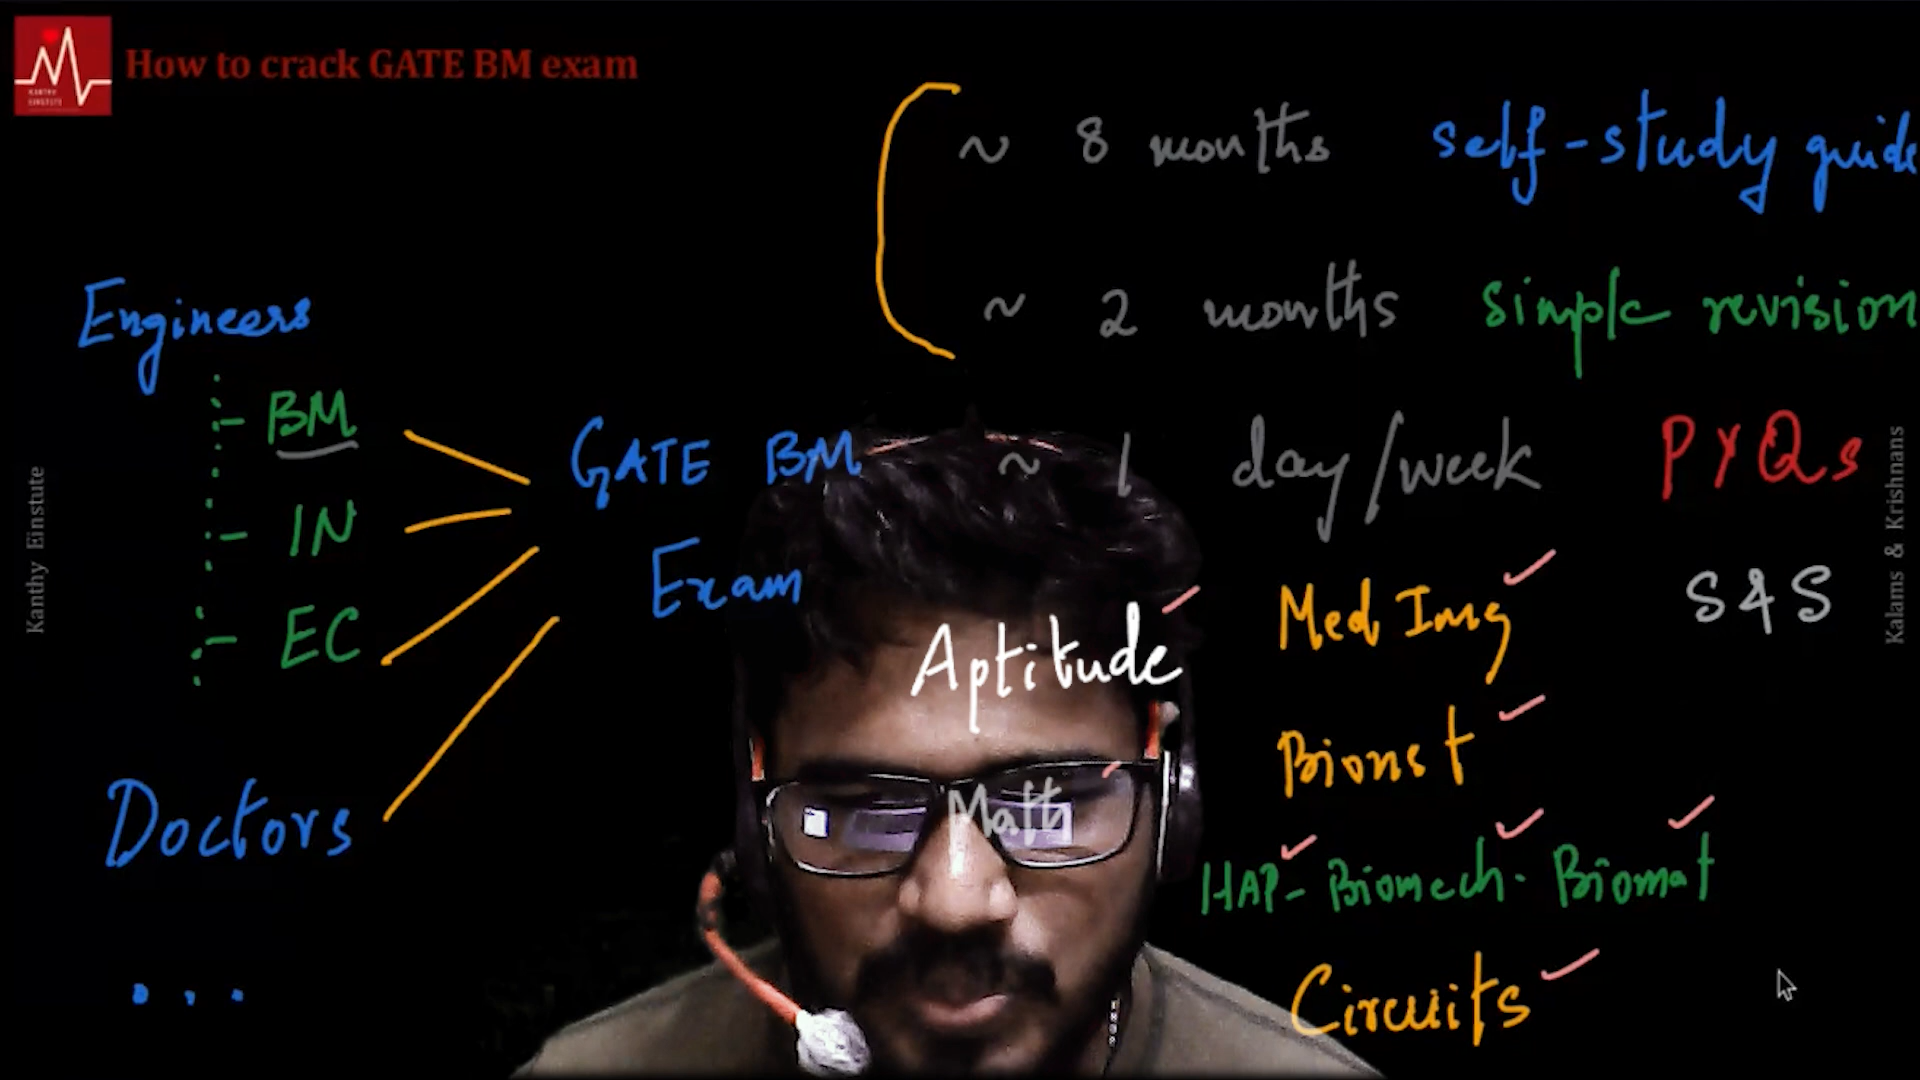 How to crack GATE BM exam
KANTHY
EINSTUTE
~ 8 months self-study guide
~ 2 months simple revision
~ 1 day/week PYQs
Engineers
BM
IN
EC
Doctors
...
GATE BM
Exam
Aptitude
Math
Med Img
S&S
Bionst
HAP - Biomech - Biomat
Circuits
Kanthy Einstute
Kalams & Krishnans